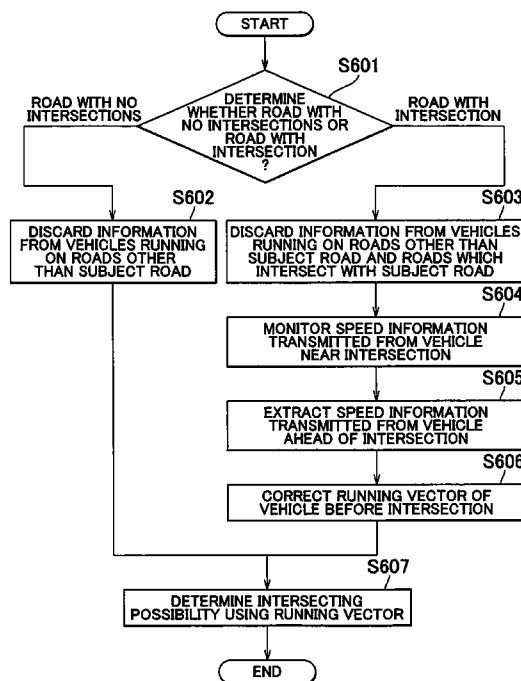 START
S601
ROAD WITH NO
INTERSECTIONS
DETERMINE
WHETHER ROAD WITH
NO INTERSECTIONS OR
ROAD WITH
INTERSECTION
?
ROAD WITH
INTERSECTION
S602
DISCARD INFORMATION
FROM VEHICLES RUNNING
ON ROADS OTHER
THAN SUBJECT ROAD
S603
DISCARD INFORMATION FROM VEHICLES
RUNNING ON ROADS OTHER THAN
SUBJECT ROAD AND ROADS WHICH
INTERSECT WITH SUBJECT ROAD
S604
MONITOR SPEED INFORMATION
TRANSMITTED FROM VEHICLE
NEAR INTERSECTION
S605
EXTRACT SPEED INFORMATION
TRANSMITTED FROM VEHICLE
AHEAD OF INTERSECTION
S606
CORRECT RUNNING VECTOR OF
VEHICLE BEFORE INTERSECTION
S607
DETERMINE INTERSECTING
POSSIBILITY USING RUNNING VECTOR
END